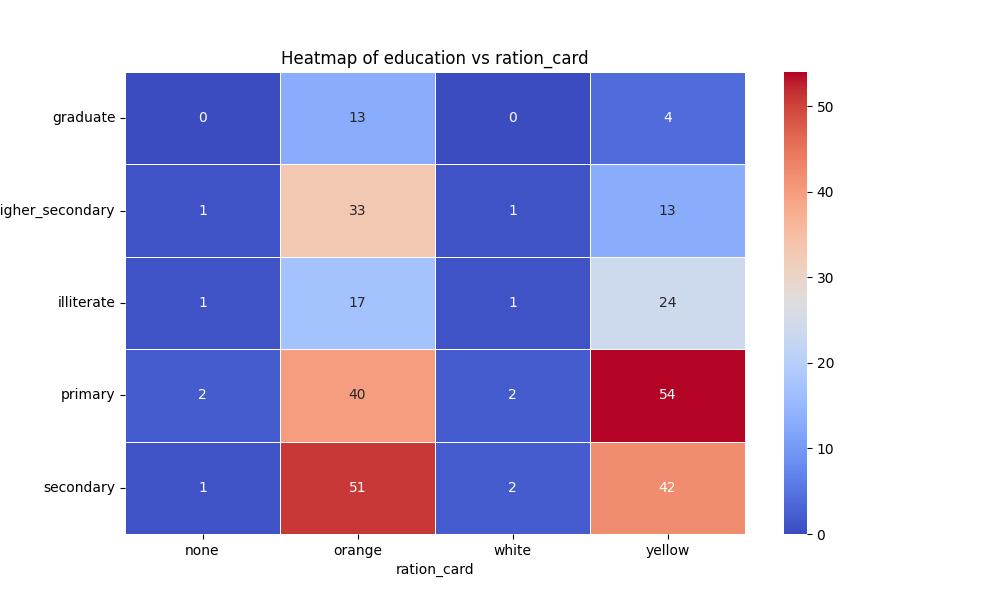 Heatmap of education vs ration_card
graduate 0 13 0 4
igher_secondary 1 33 1 13
illiterate 1 17 1 24
primary 2 40 2 54
secondary 1 51 2 42
none orange white yellow
ration_card
50
40
30
20
10
0